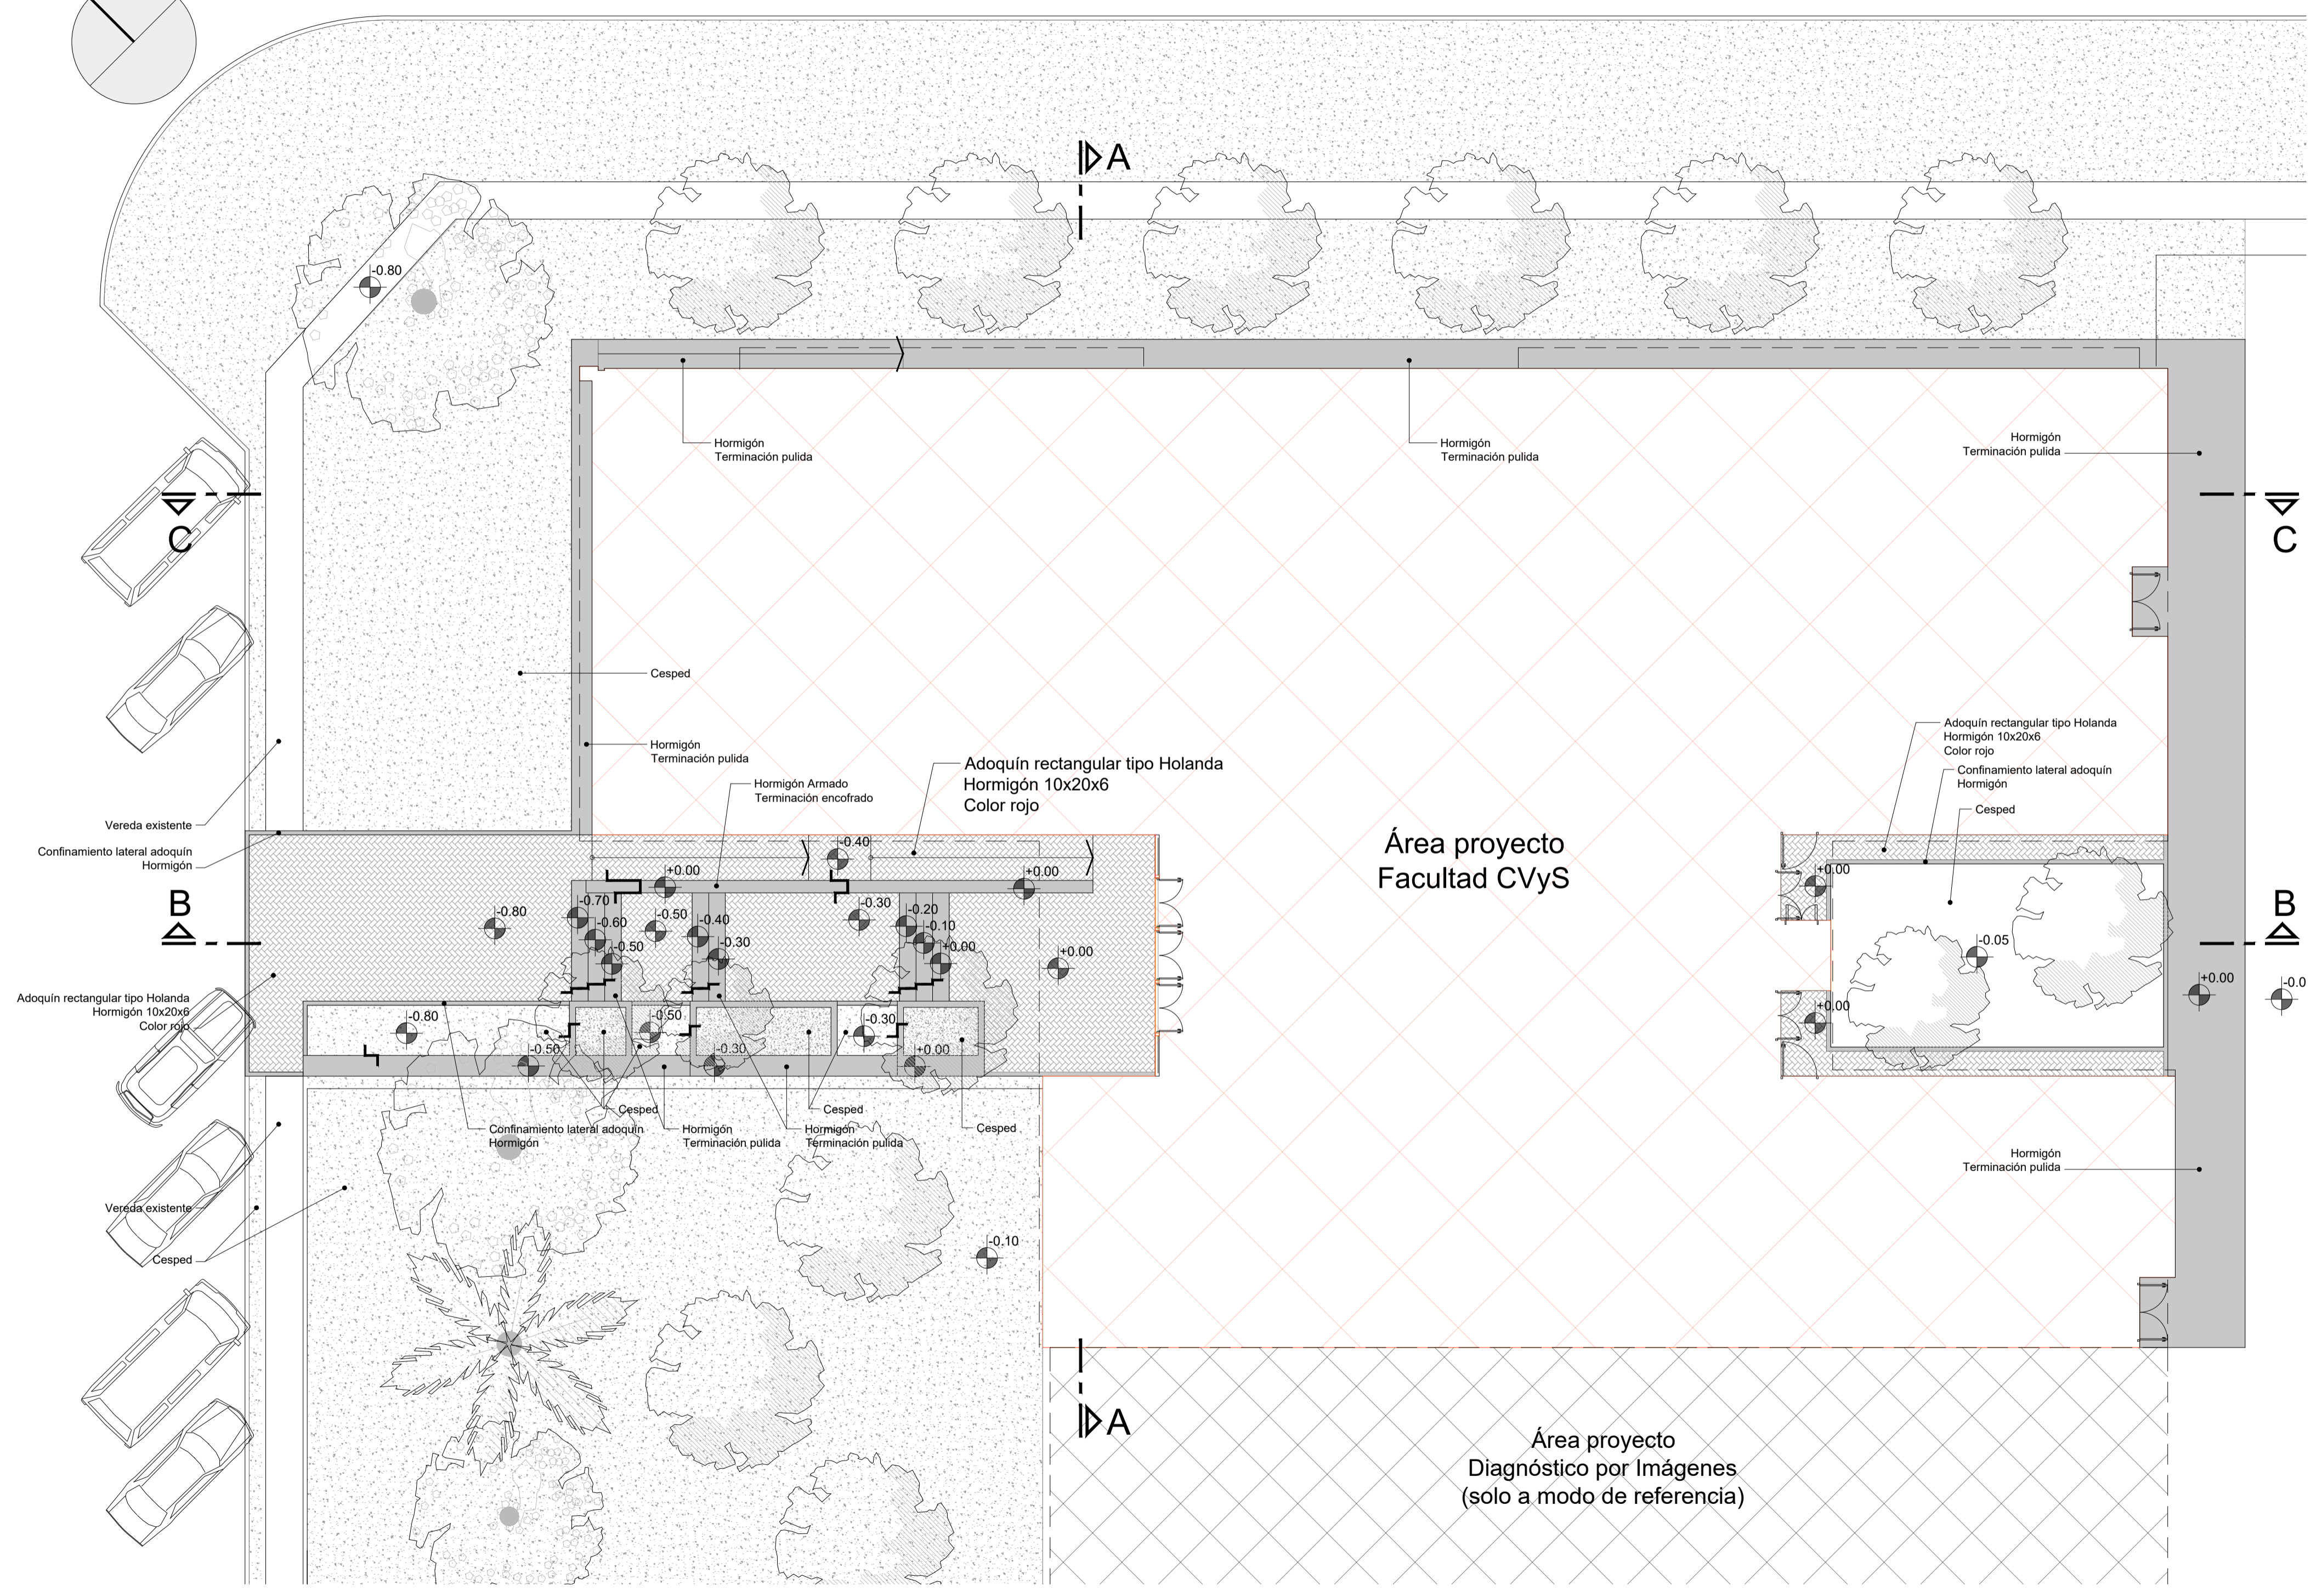 A
-0.80
Hormigón
Terminación pulida
Hormigón
Terminación pulida
Hormigón
Terminación pulida
C
C
Cesped
Hormigón
Terminación pulida
Hormigón Armado
Terminación encofrado
Adoquín rectangular tipo Holanda
Hormigón 10x20x6
Color rojo
Adoquín rectangular tipo Holanda
Hormigón 10x20x6
Color rojo
Confinamiento lateral adoquín
Hormigón
Cesped
Vereda existente
Confinamiento lateral adoquín
Hormigón
Área proyecto
Facultad CVyS
-0.40
+0.00
+0.00
+0.00
B
B
-0.80
-0.70
-0.60
-0.50
-0.50
-0.40
-0.30
-0.30
-0.20
-0.10
+0.00
+0.00
-0.05
+0.00
-0.0
Adoquín rectangular tipo Holanda
Hormigón 10x20x6
Color rojo
-0.80
-0.50
-0.30
+0.00
-0.50
-0.30
+0.00
Cesped
Cesped
Cesped
Confinamiento lateral adoquín
Hormigón
Hormigón
Terminación pulida
Hormigón
Terminación pulida
Hormigón
Terminación pulida
Vereda existente
Cesped
-0.10
A
Área proyecto
Diagnóstico por Imágenes
(solo a modo de referencia)